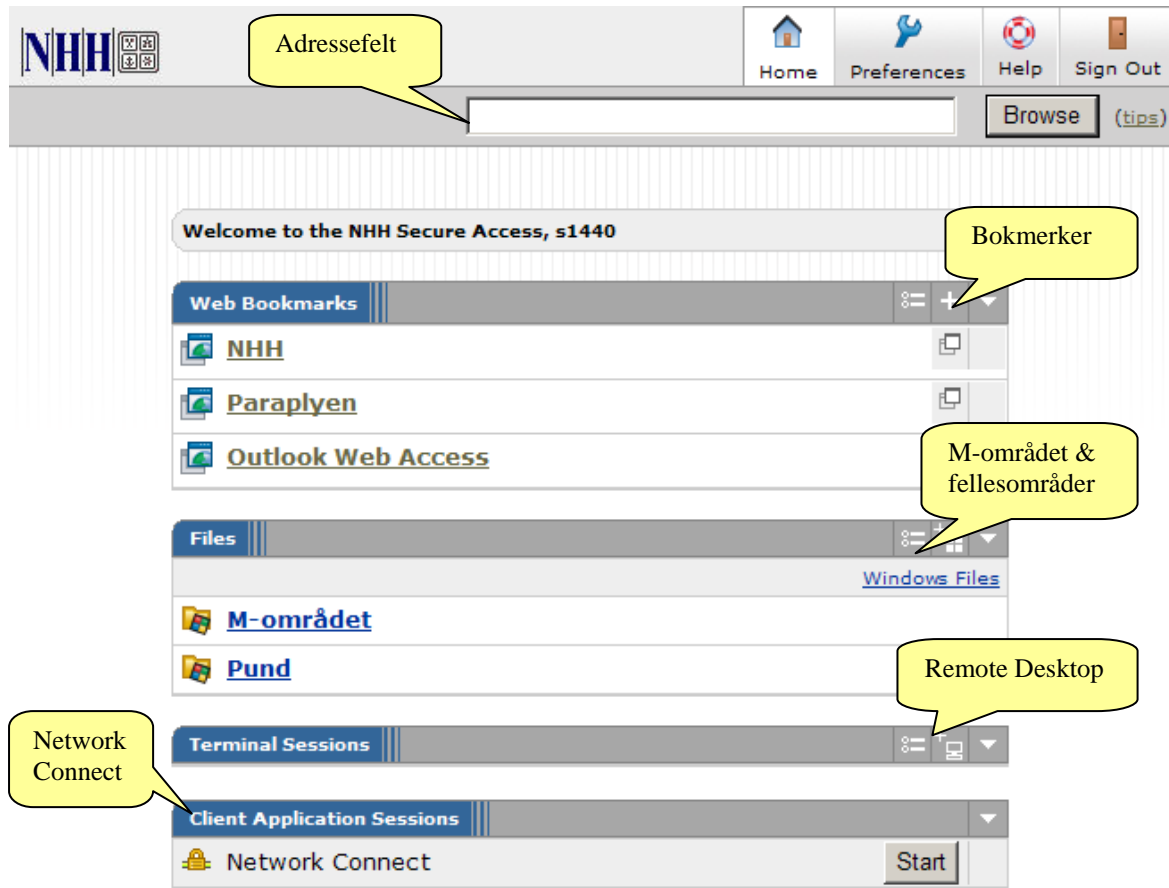 NHH
Adressefelt
Home Preferences Help Sign Out
Browse (tips)
Welcome to the NHH Secure Access, s1440
Bokmerker
Web Bookmarks
NHH
Paraplyen
Outlook Web Access
M-området &
fellesområder
Files
Windows Files
M-området
Pund
Remote Desktop
Network
Connect
Terminal Sessions
Client Application Sessions
Network Connect Start